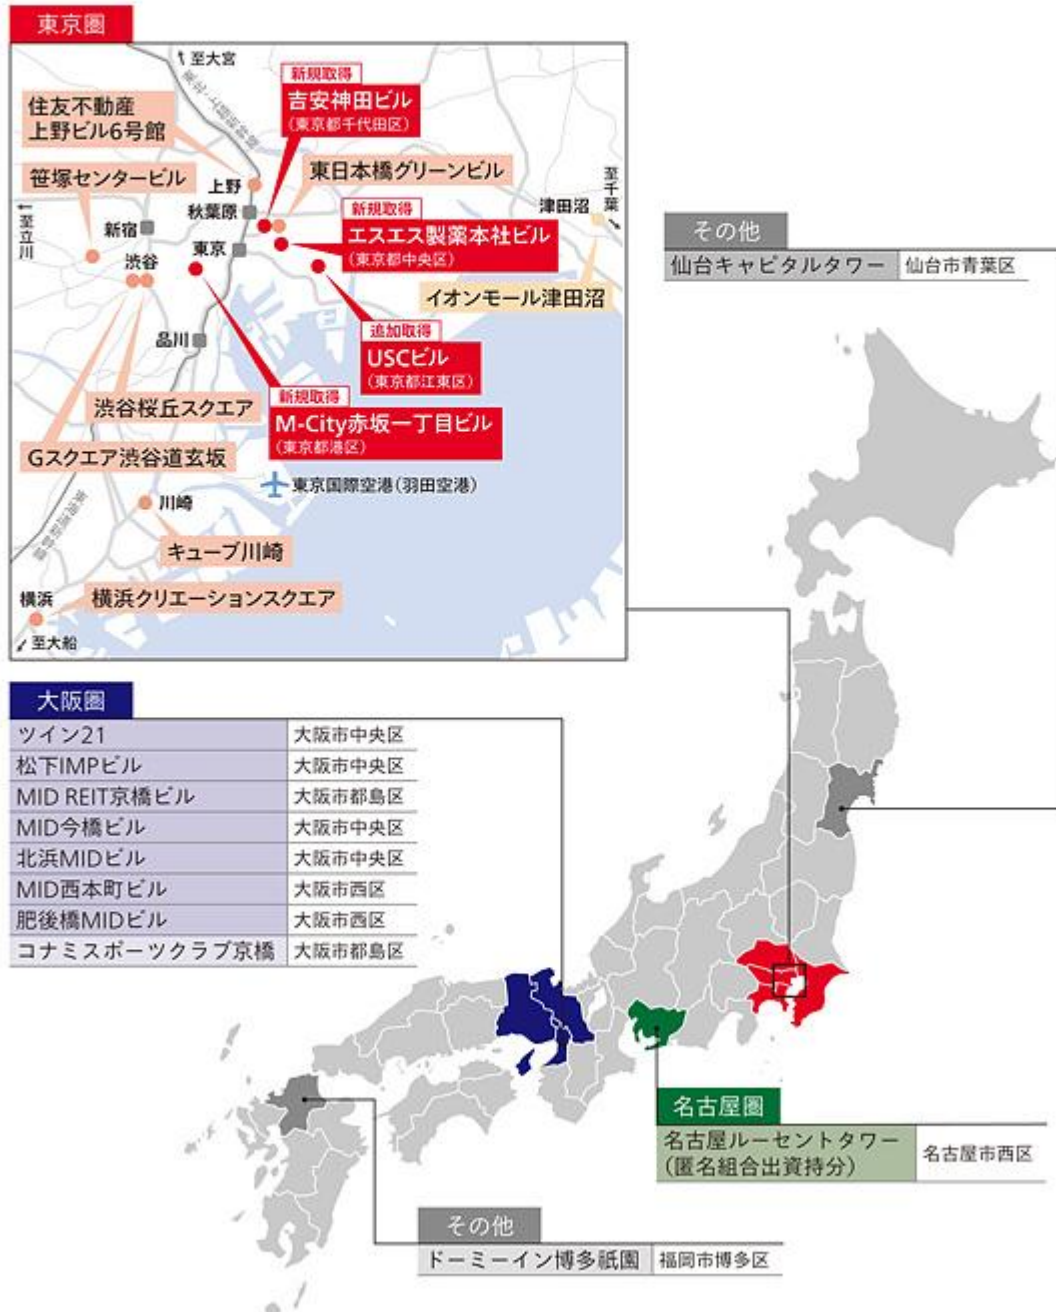 東京圏
至大宮
新規取得
吉安神田ビル
(東京都千代田区)
住友不動産
上野ビル6号館
東日本橋グリーンビル
笹塚センタービル
上野
至千葉
秋葉原
新規取得
津田沼
至立川
新宿
エスエス製薬本社ビル
東京
(東京都中央区)
渋谷
イオンモール津田沼
追加取得
品川
USCビル
(東京都江東区)
新規取得
渋谷桜丘スクエア
M-City赤坂一丁目ビル
(東京都港区)
Gスクエア渋谷道玄坂
東京国際空港(羽田空港)
川崎
東海道新幹線
キューブ川崎
横浜
横浜クリエーションスクエア
至大船
その他
仙台キャピタルタワー 仙台市青葉区
大阪圏
ツイン21 大阪市中央区
松下IMPビル 大阪市中央区
MID REIT京橋ビル 大阪市都島区
MID今橋ビル 大阪市中央区
北浜MIDビル 大阪市中央区
MID西本町ビル 大阪市西区
肥後橋MIDビル 大阪市西区
コナミスポーツクラブ京橋 大阪市都島区
名古屋圏
名古屋ルーセントタワー
(匿名組合出資持分) 名古屋市西区
その他
ドーミーイン博多祇園 福岡市博多区